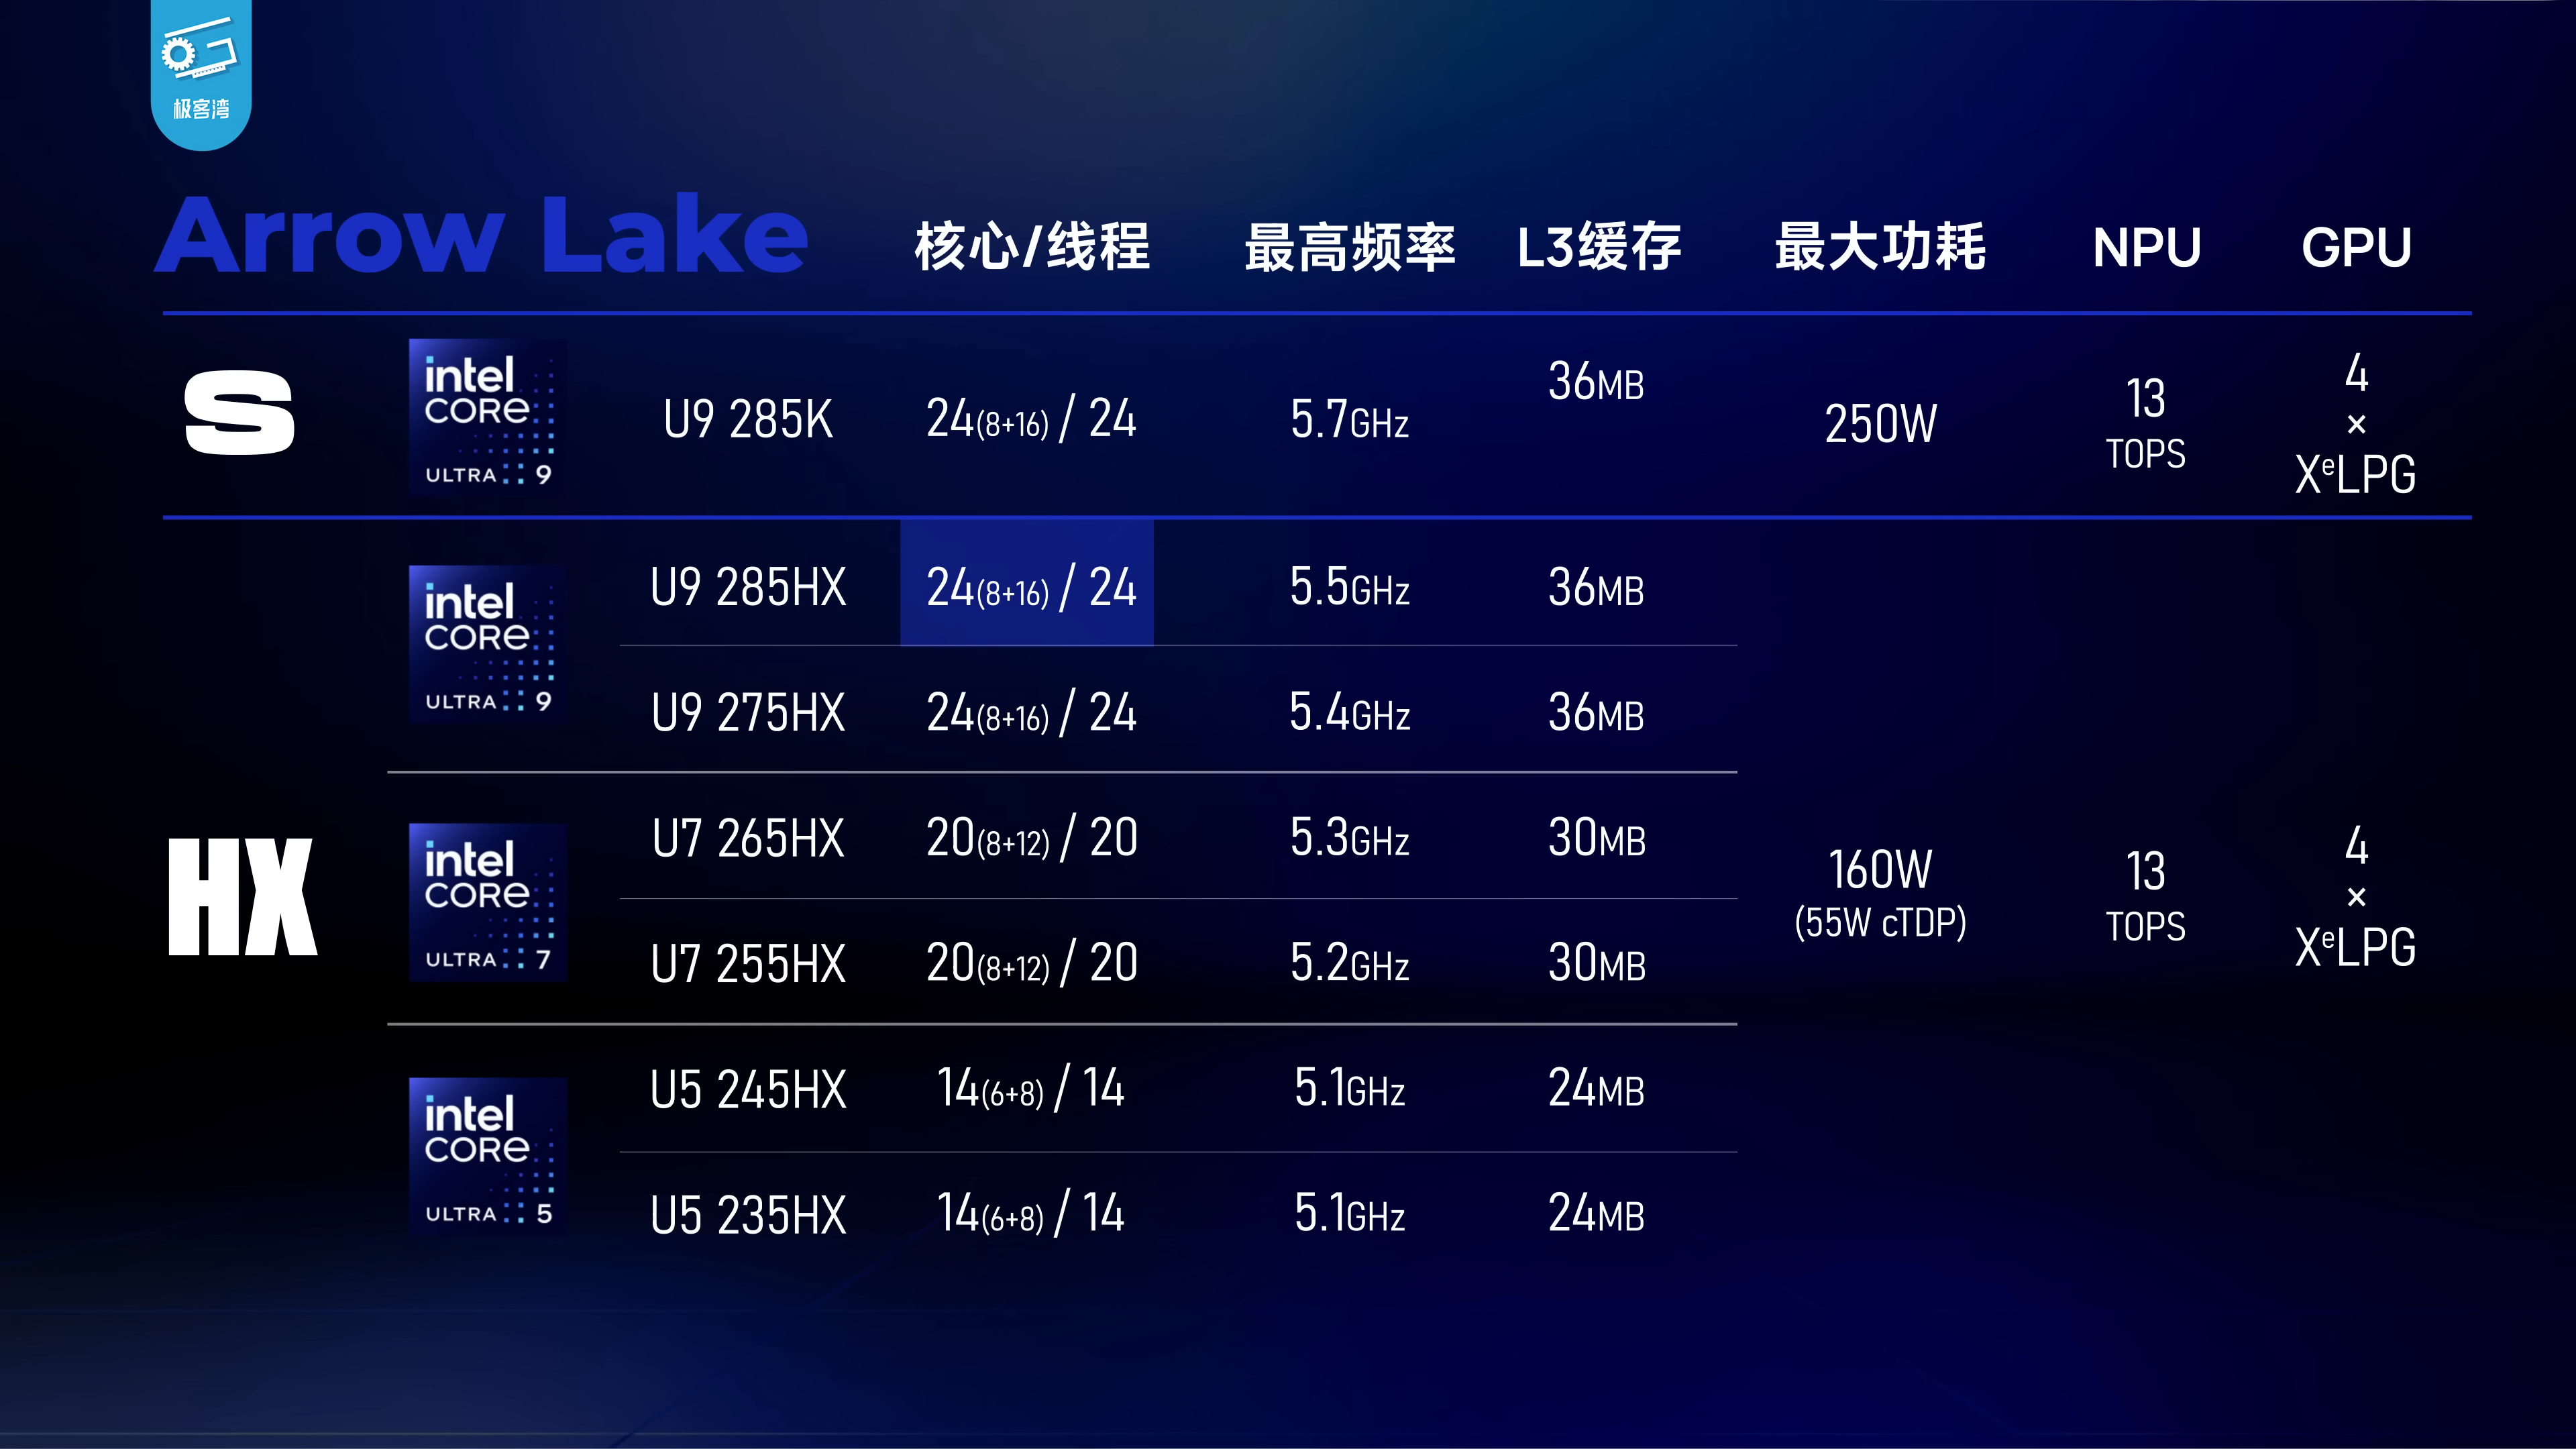 极客湾
Arrow Lake 核心/线程 最高频率 L3缓存 最大功耗 NPU GPU
S
intel
CORE
ULTRA 9
U9 285K 24(8+16) / 24 5.7GHz 36MB 250W 13 TOPS 4 × XeLPG
HX
intel
CORE
ULTRA 9
U9 285HX 24(8+16) / 24 5.5GHz 36MB
U9 275HX 24(8+16) / 24 5.4GHz 36MB
intel
CORE
ULTRA 7
U7 265HX 20(8+12) / 20 5.3GHz 30MB
U7 255HX 20(8+12) / 20 5.2GHz 30MB
160W
(55W cTDP)
13
TOPS
4
×
XeLPG
intel
CORE
ULTRA 5
U5 245HX 14(6+8) / 14 5.1GHz 24MB
U5 235HX 14(6+8) / 14 5.1GHz 24MB